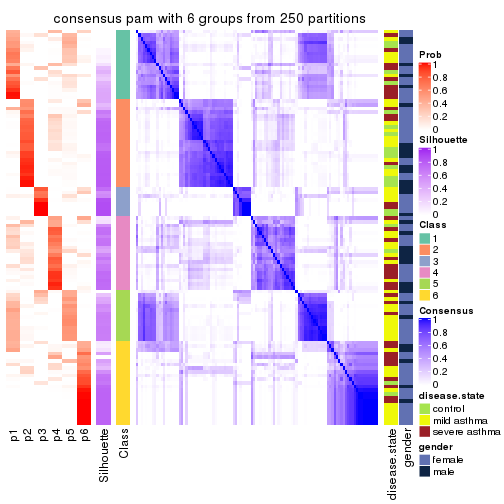 consensus pam with 6 groups from 250 partitions
Prob
1
0.8
0.6
0.4
0.2
0
Silhouette
1
0.8
0.6
0.4
0.2
0
Class
1
2
3
4
5
6
Consensus
1
0.8
0.6
0.4
0.2
0
disease.state
control
mild asthma
severe asthma
gender
female
male
p1
p2
p3
p4
p5
p6
Silhouette
Class
disease.state
gender